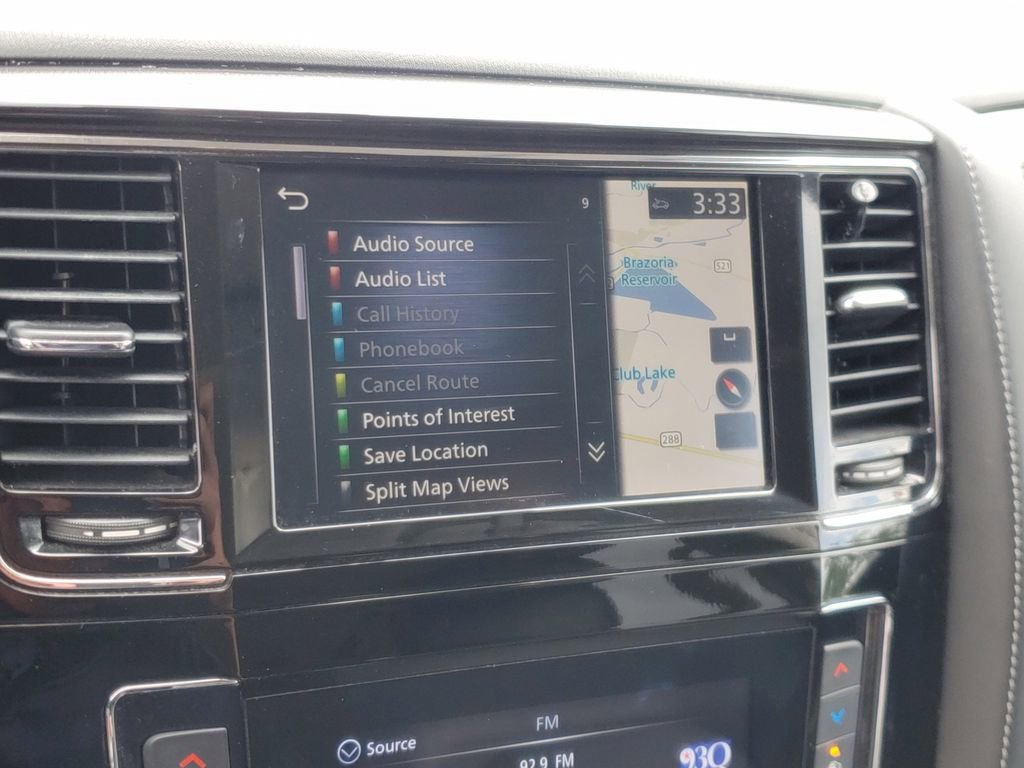 9
River
3:33
Audio Source
Audio List
Call History
Phonebook
Cancel Route
Points of Interest
Save Location
Split Map Views
521
Brazoria
Reservoir
Club Lake
288
FM
Source
92.9 FM
93Q